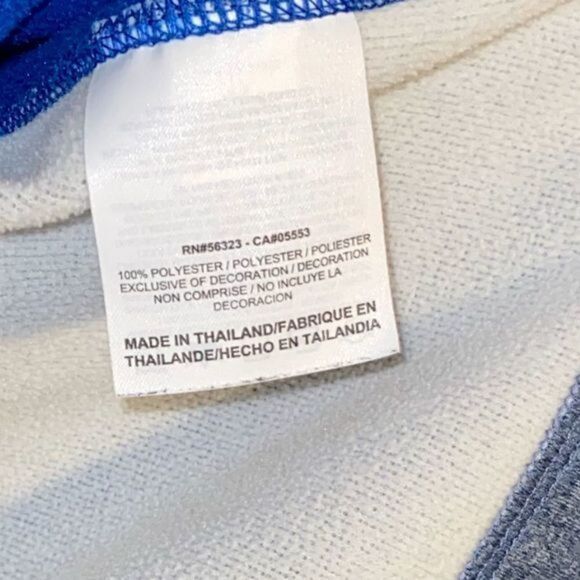 RN#56323 - CA#05553
100% POLYESTER / POLYESTER / POLIESTER
EXCLUSIVE OF DECORATION / DECORATION
NON COMPRISE / NO INCLUYE LA
DECORACION
MADE IN THAILAND/FABRIQUE EN
THAILANDE/HECHO EN TAILANDIA